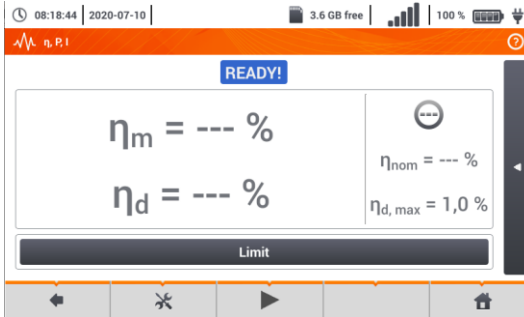 08:18:44 2020-07-10 3.6 GB free 100 %
η, P, I ?
READY!
ηm = --- %
ηd = --- %
---
ηnom = --- %
ηd, max = 1,0 %
Limit